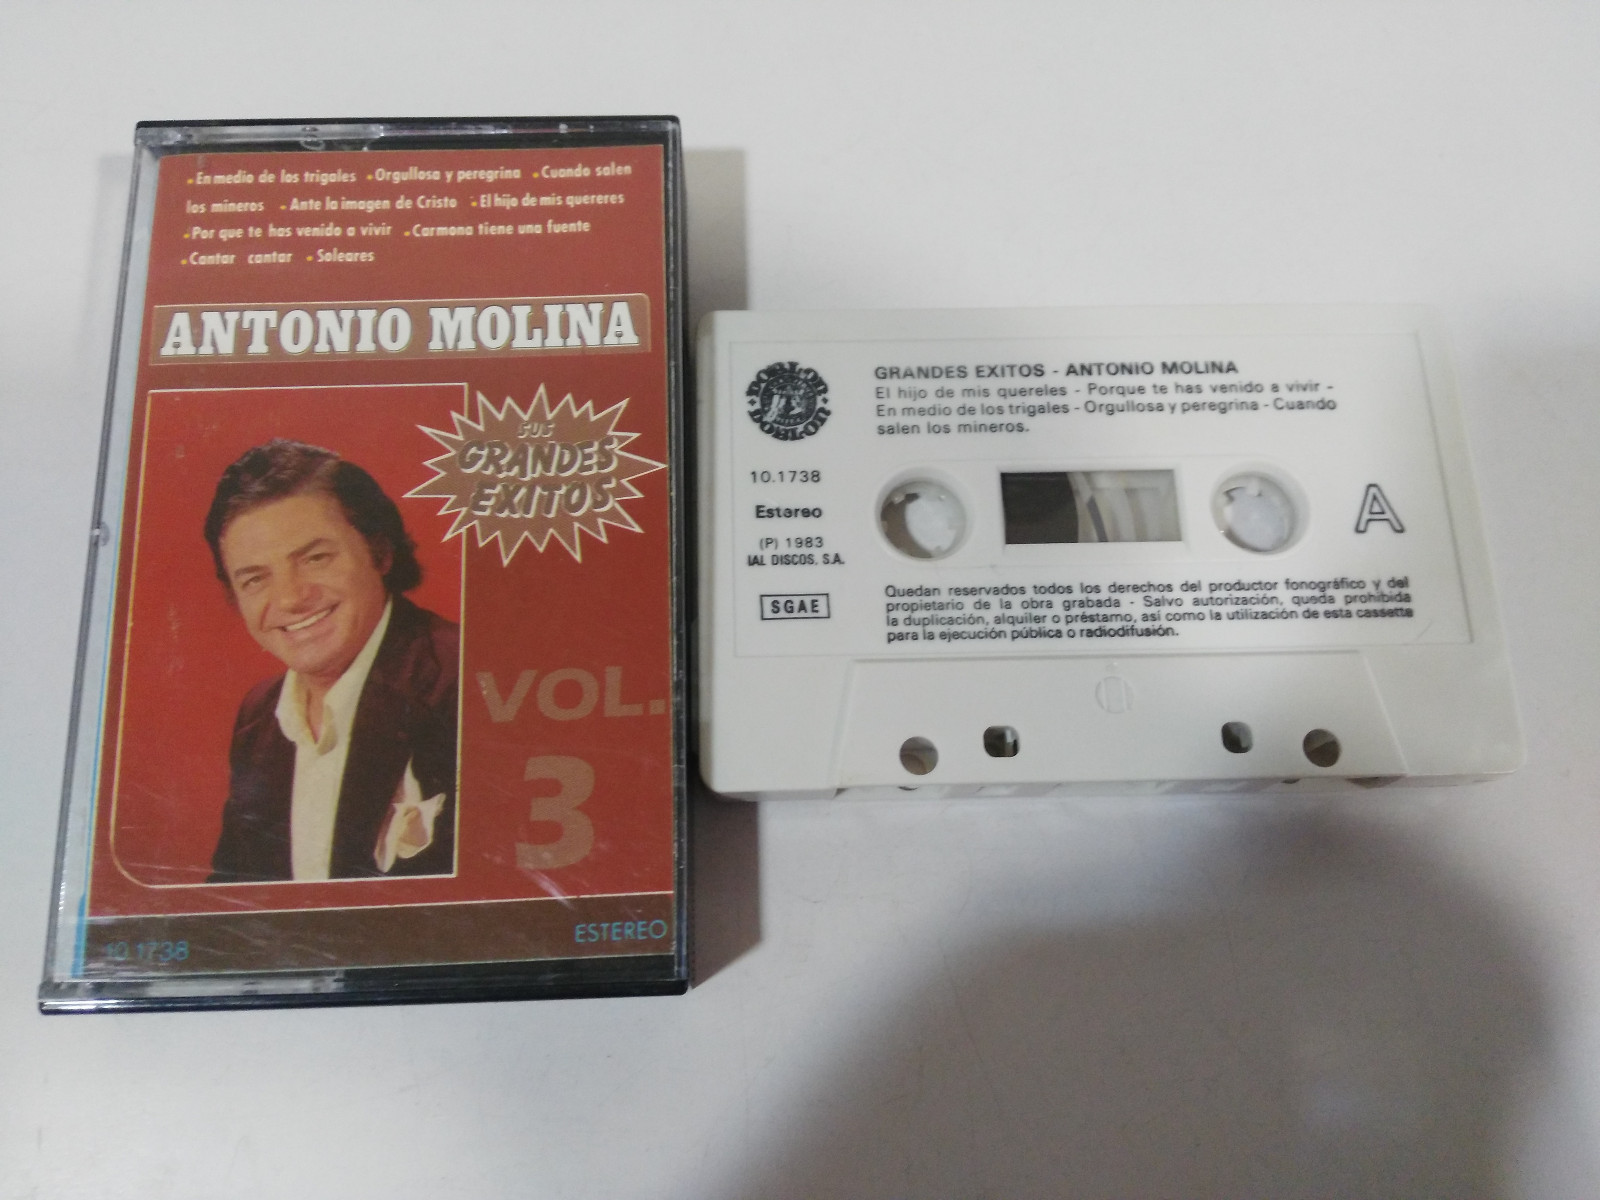 •En medio de los trigales •Orgullosa y peregrina •Cuando salen
los mineros •Ante la imagen de Cristo •El hijo de mis quereres
•Por que te has venido a vivir •Carmona tiene una fuente
•Cantar cantar •Soleares
ANTONIO MOLINA
SUS
GRANDES
EXITOS
VOL.
3
10.1738
ESTEREO
DOBLON
DOBLON
GRANDES EXITOS - ANTONIO MOLINA
El hijo de mis quereles - Porque te has venido a vivir -
En medio de los trigales - Orgullosa y peregrina - Cuando
salen los mineros.
10.1738
Estereo
(P) 1983
IAL DISCOS, S.A.
SGAE
A
Quedan reservados todos los derechos del productor fonográfico y del
propietario de la obra grabada - Salvo autorización, queda prohibida
la duplicación, alquiler o préstamo, así como la utilización de esta cassette
para la ejecución pública o radiodifusión.